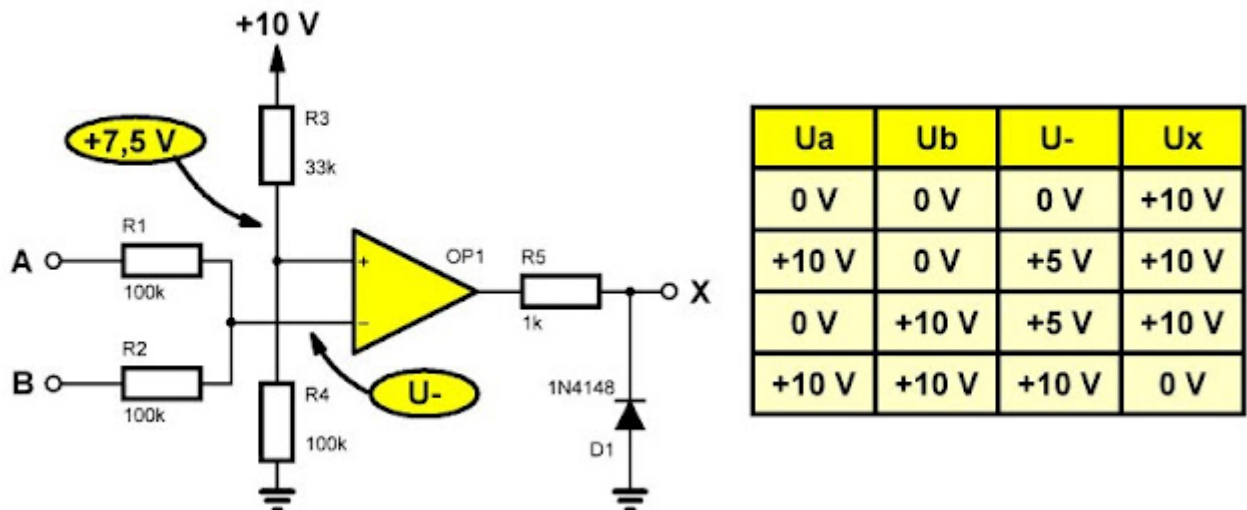 +10 V
R3
33k
+7,5 V
R1
A
100k
+
OP1
R5
X
1k
−
R2
B
100k
U-
R4
100k
1N4148
D1
Ua Ub U- Ux
0 V 0 V 0 V +10 V
+10 V 0 V +5 V +10 V
0 V +10 V +5 V +10 V
+10 V +10 V +10 V 0 V